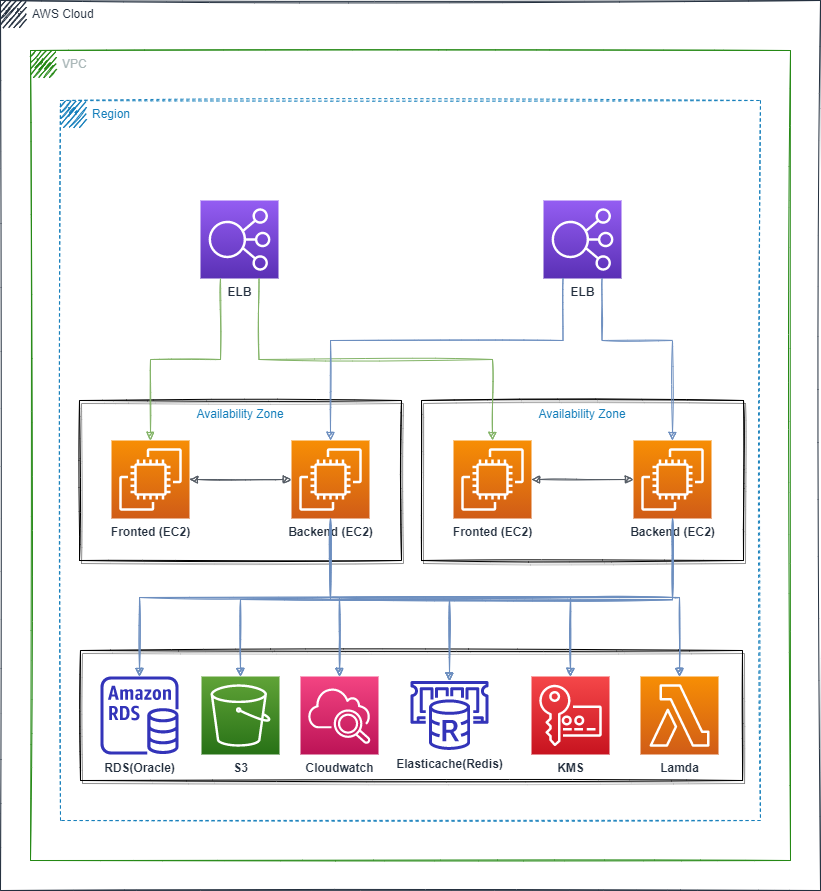 AWS Cloud
VPC
Region
ELB
ELB
Availability Zone
Availability Zone
Fronted (EC2)
Backend (EC2)
Fronted (EC2)
Backend (EC2)
Amazon
RDS
R
RDS(Oracle)
S3
Cloudwatch
Elasticache(Redis)
KMS
Lamda